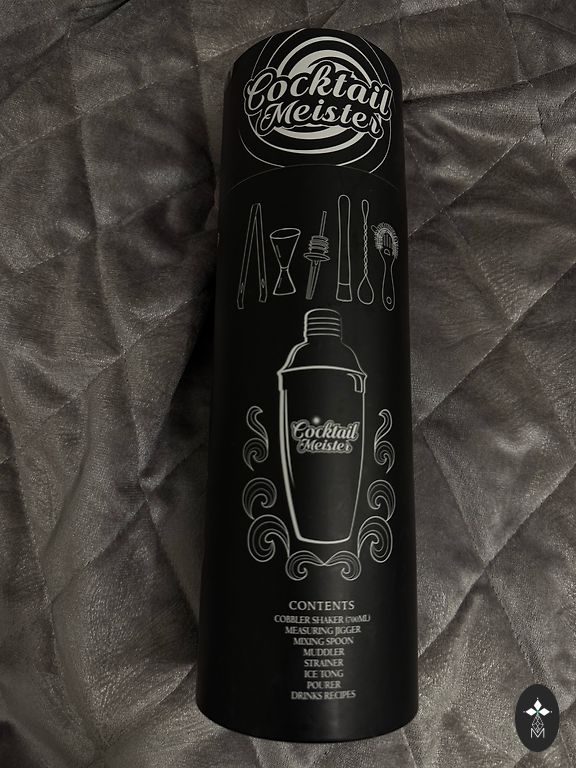 Cocktail
Meister
Cocktail
Meister
CONTENTS
COBBLER SHAKER (700ML)
MEASURING JIGGER
MIXING SPOON
MUDDLER
STRAINER
ICE TONG
POURER
DRINKS RECIPES
M